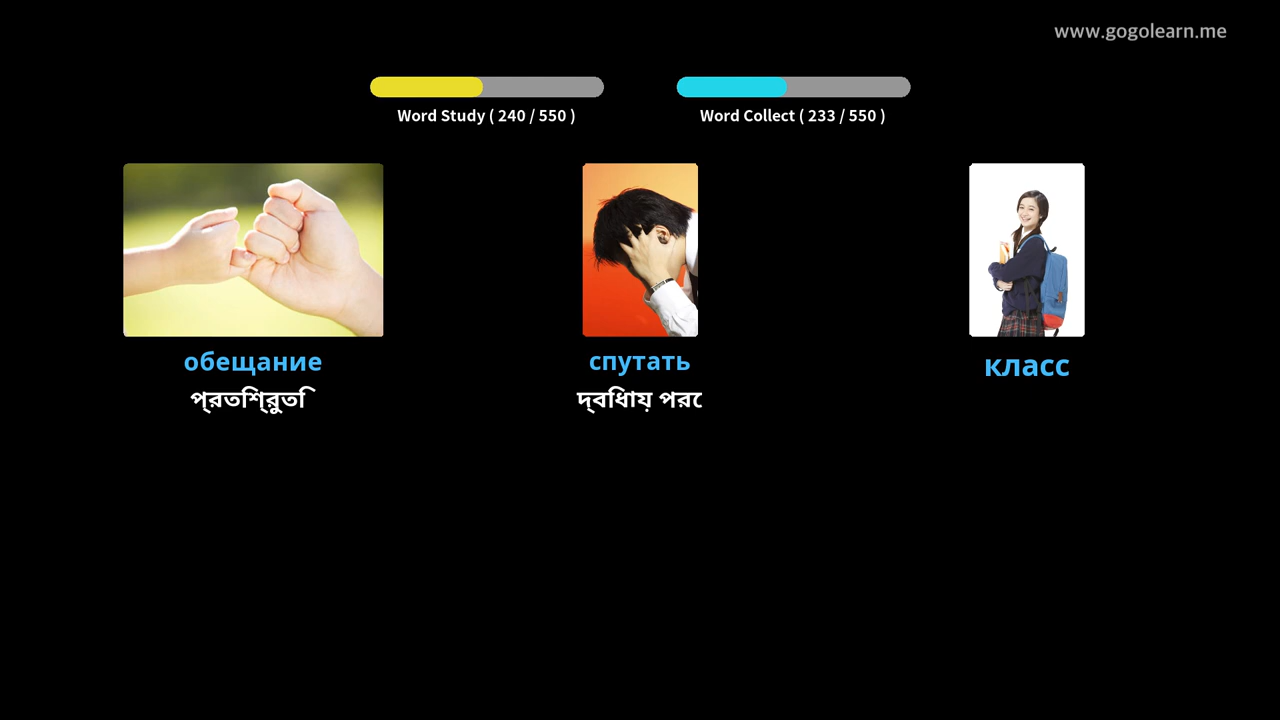 www.gogolearn.me
Word Study ( 240 / 550 )
Word Collect ( 233 / 550 )
обещание
প্রতিশ্রুতি
спутать
দ্বিধায় পরে
класс